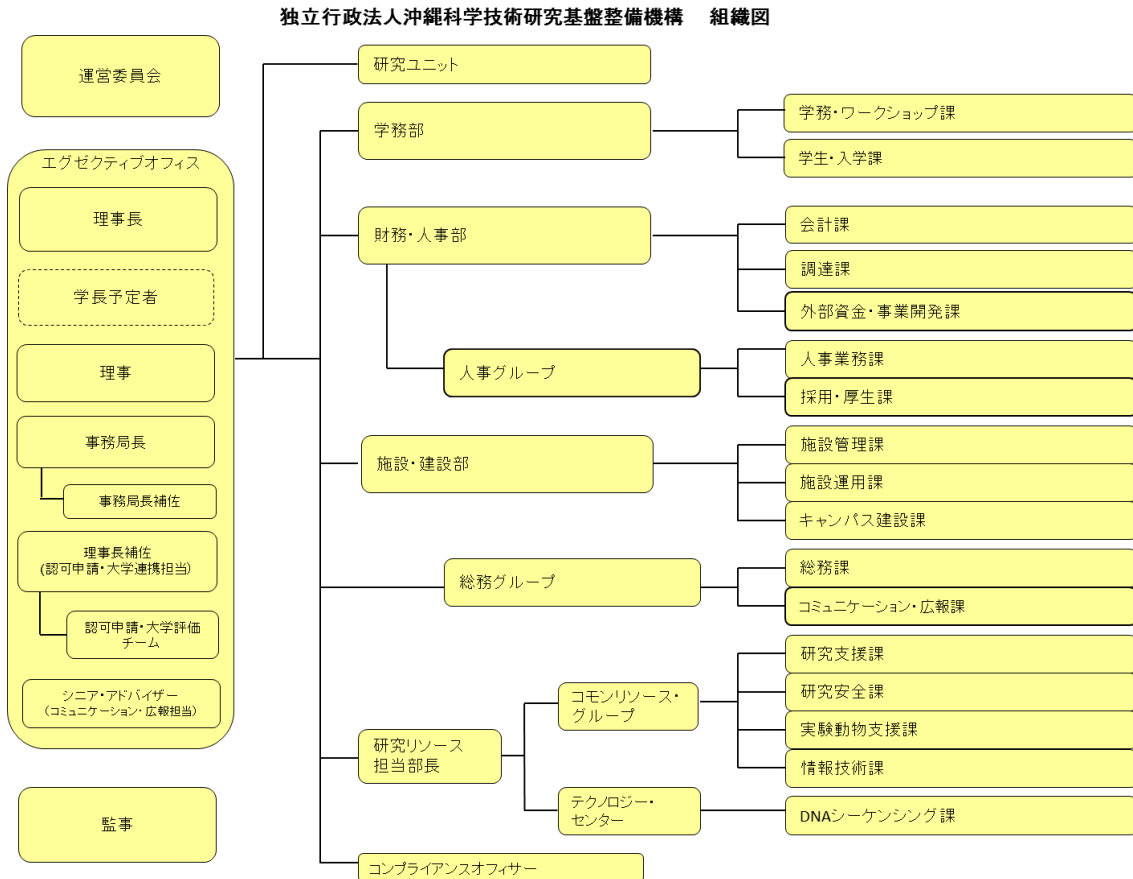 独立行政法人沖縄科学技術研究基盤整備機構 組織図
運営委員会
エグゼクティブオフィス
理事長
学長予定者
理事
事務局長
事務局長補佐
理事長補佐
(認可申請・大学連携担当)
認可申請・大学評価
チーム
シニア・アドバイザー
(コミュニケーション・広報担当)
監事
研究ユニット
学務部
学務・ワークショップ課
学生・入学課
財務・人事部
会計課
調達課
外部資金・事業開発課
人事グループ
人事業務課
採用・厚生課
施設・建設部
施設管理課
施設運用課
キャンパス建設課
総務グループ
総務課
コミュニケーション・広報課
研究リソース
担当部長
コモンリソース・
グループ
研究支援課
研究安全課
実験動物支援課
情報技術課
テクノロジー・
センター
DNAシーケンシング課
コンプライアンスオフィサー